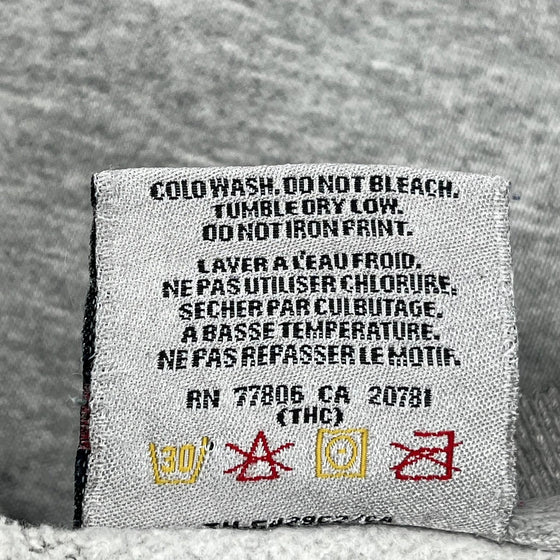 COLD WASH. DO NOT BLEACH.
TUMBLE DRY LOW.
DO NOT IRON PRINT.
LAVER A L'EAU FROID.
NE PAS UTILISER CHLORURE.
SECHER PAR CULBUTAGE.
A BASSE TEMPERATURE.
NE PAS REPASSER LE MOTIF.
RN 77806 CA 20781
(THC)
30°